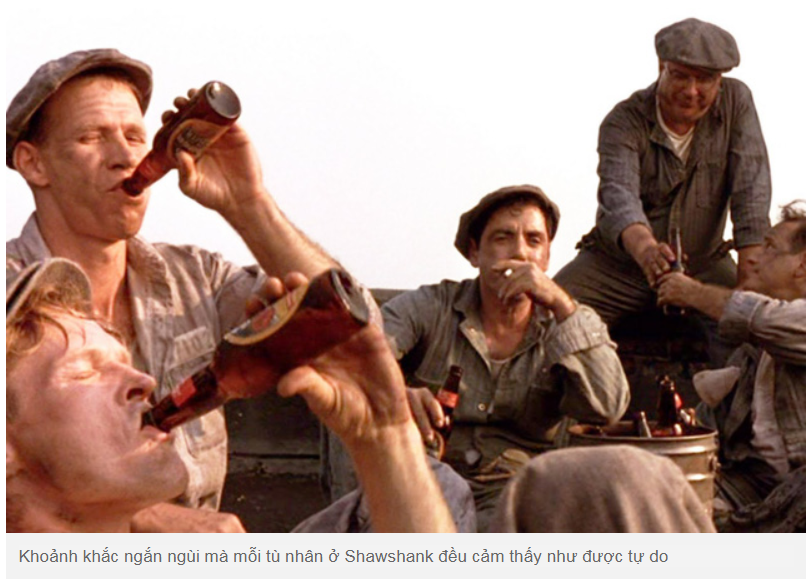 Khoảnh khắc ngắn ngủi mà mỗi tù nhân ở Shawshank đều cảm thấy như được tự do